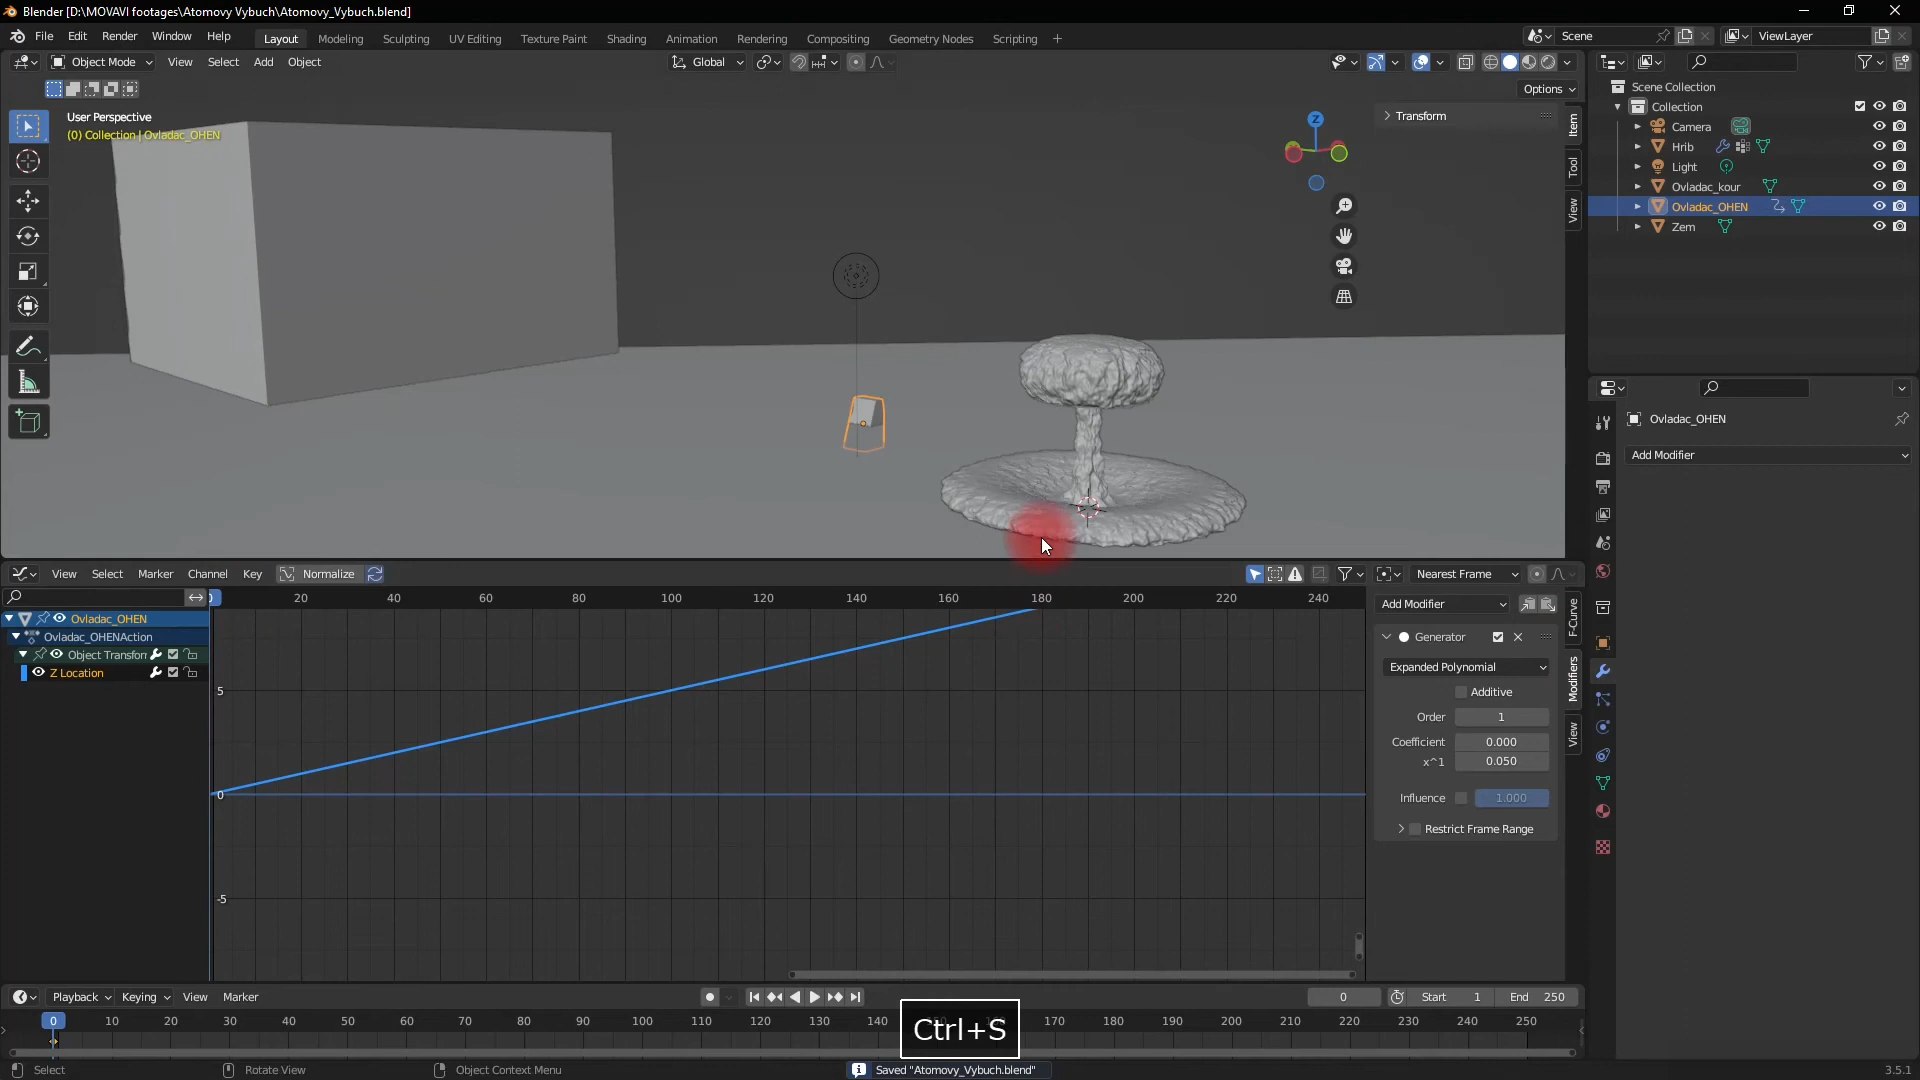 Blender [D:\MOVAVI footages\Atomovy Vybuch\Atomovy_Vybuch.blend]
File Edit Render Window Help Layout Modeling Sculpting UV Editing Texture Paint Shading Animation Rendering Compositing Geometry Nodes Scripting + Scene ViewLayer
Object Mode View Select Add Object Global
Options
User Perspective
(0) Collection | Ovladac_OHEN
Transform
Item
Tool
View
Z
Scene Collection
Collection
Camera
Hrib
Light
Ovladac_kour
Ovladac_OHEN
Zem
Ovladac_OHEN
Add Modifier
View Select Marker Channel Key Normalize Nearest Frame
0 20 40 60 80 100 120 140 160 180 200 220 240
Ovladac_OHEN
Ovladac_OHENAction
Object Transforn
Z Location
5
0
-5
Add Modifier
Generator
Expanded Polynomial
Additive
Order 1
Coefficient 0.000
x^1 0.050
Influence 1.000
Restrict Frame Range
F-Curve
Modifiers
View
Playback Keying View Marker 0 Start 1 End 250
0 10 20 30 40 50 60 70 80 90 100 110 120 130 140 170 180 190 200 210 220 230 240 250
Ctrl+S
Select Rotate View Object Context Menu Saved "Atomovy_Vybuch.blend" 3.5.1